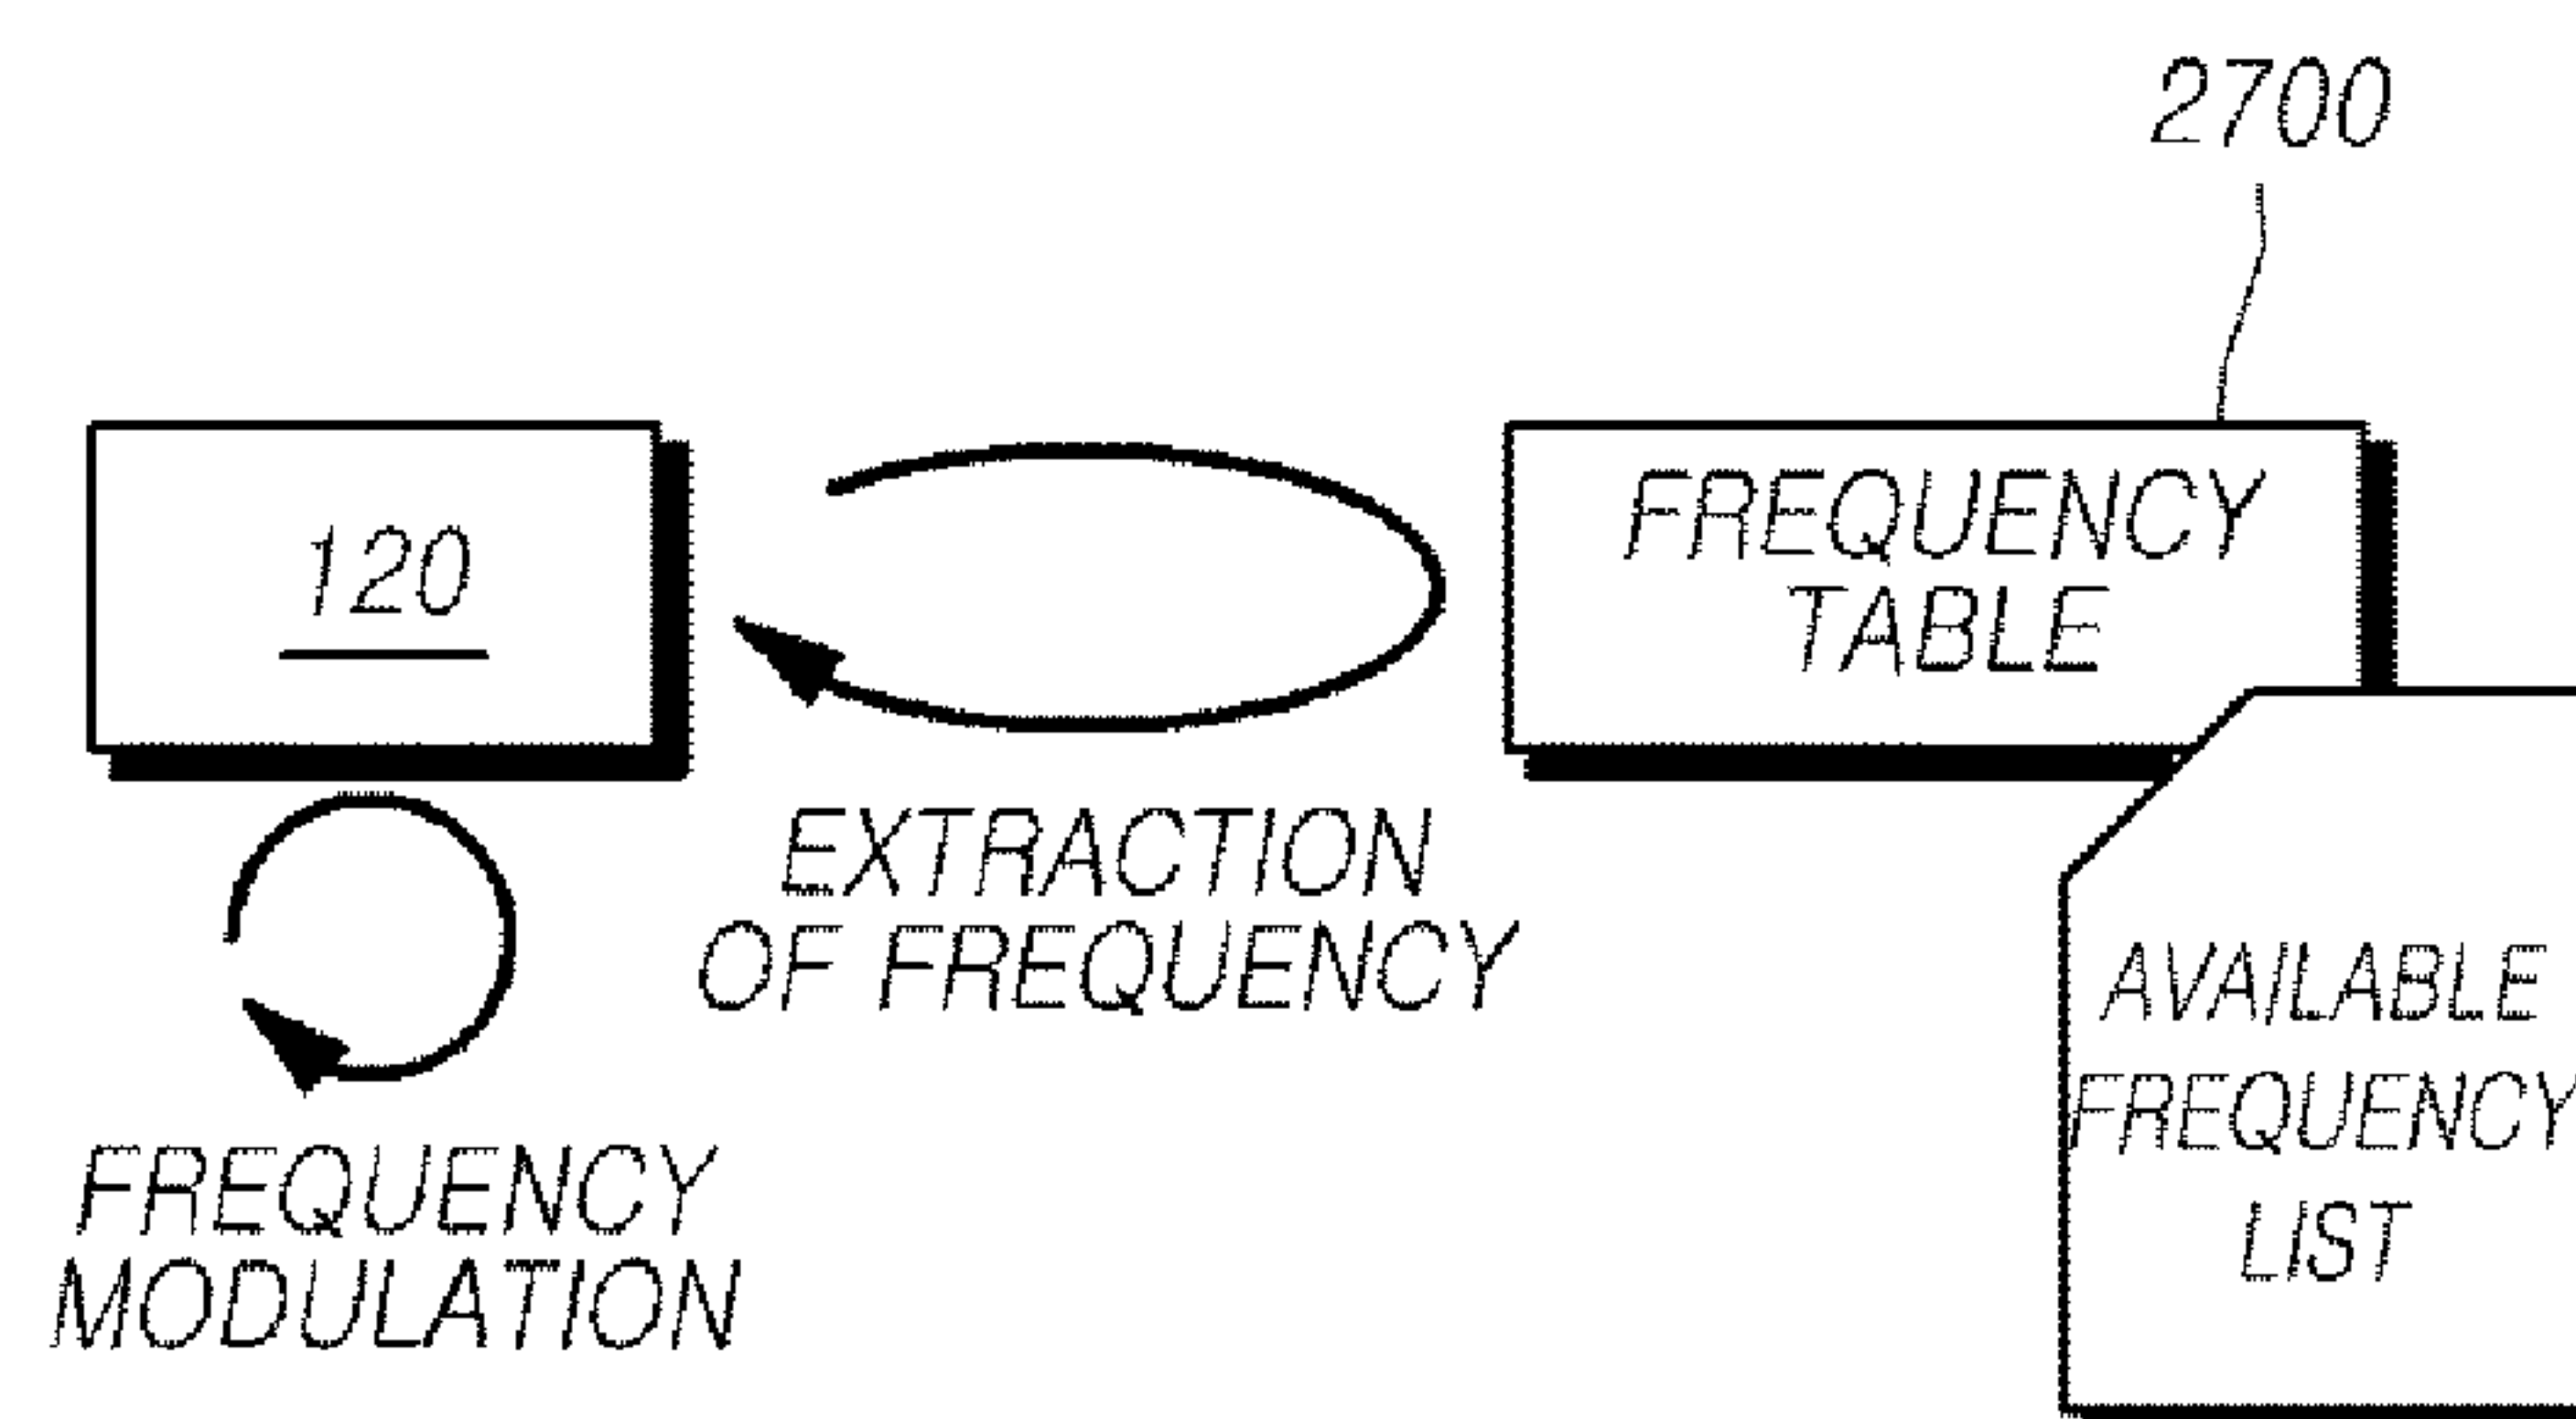 2700
120
FREQUENCY
TABLE
EXTRACTION
OF FREQUENCY
AVAILABLE
FREQUENCY
LIST
FREQUENCY
MODULATION